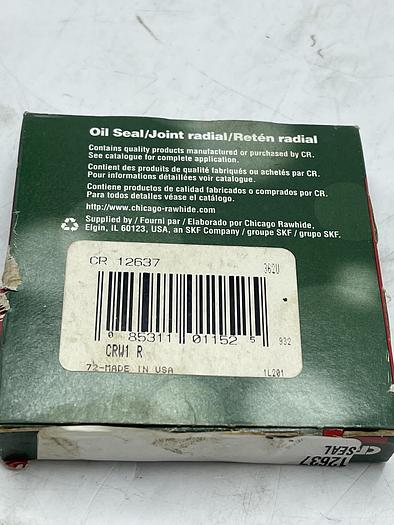 Oil Seal/Joint radial/Retén radial
Contains quality products manufactured or purchased by CR.
See catalogue for complete application.
Contient des produits de qualité fabriqués ou achetés par CR.
Pour informations détaillées voir catalogue.
Contiene productos de calidad fabricados o comprados por CR.
Para todos detalles véase el catálogo.
http://www.chicago-rawhide.com
Supplied by / Fourni par / Elaborado por Chicago Rawhide,
Elgin, IL 60123, USA, an SKF Company / groupe SKF / grupo SKF.
CR 12637
362U
0 85311 01152 5
932
CRW1 R
72-MADE IN USA
1L201
12637
SEAL